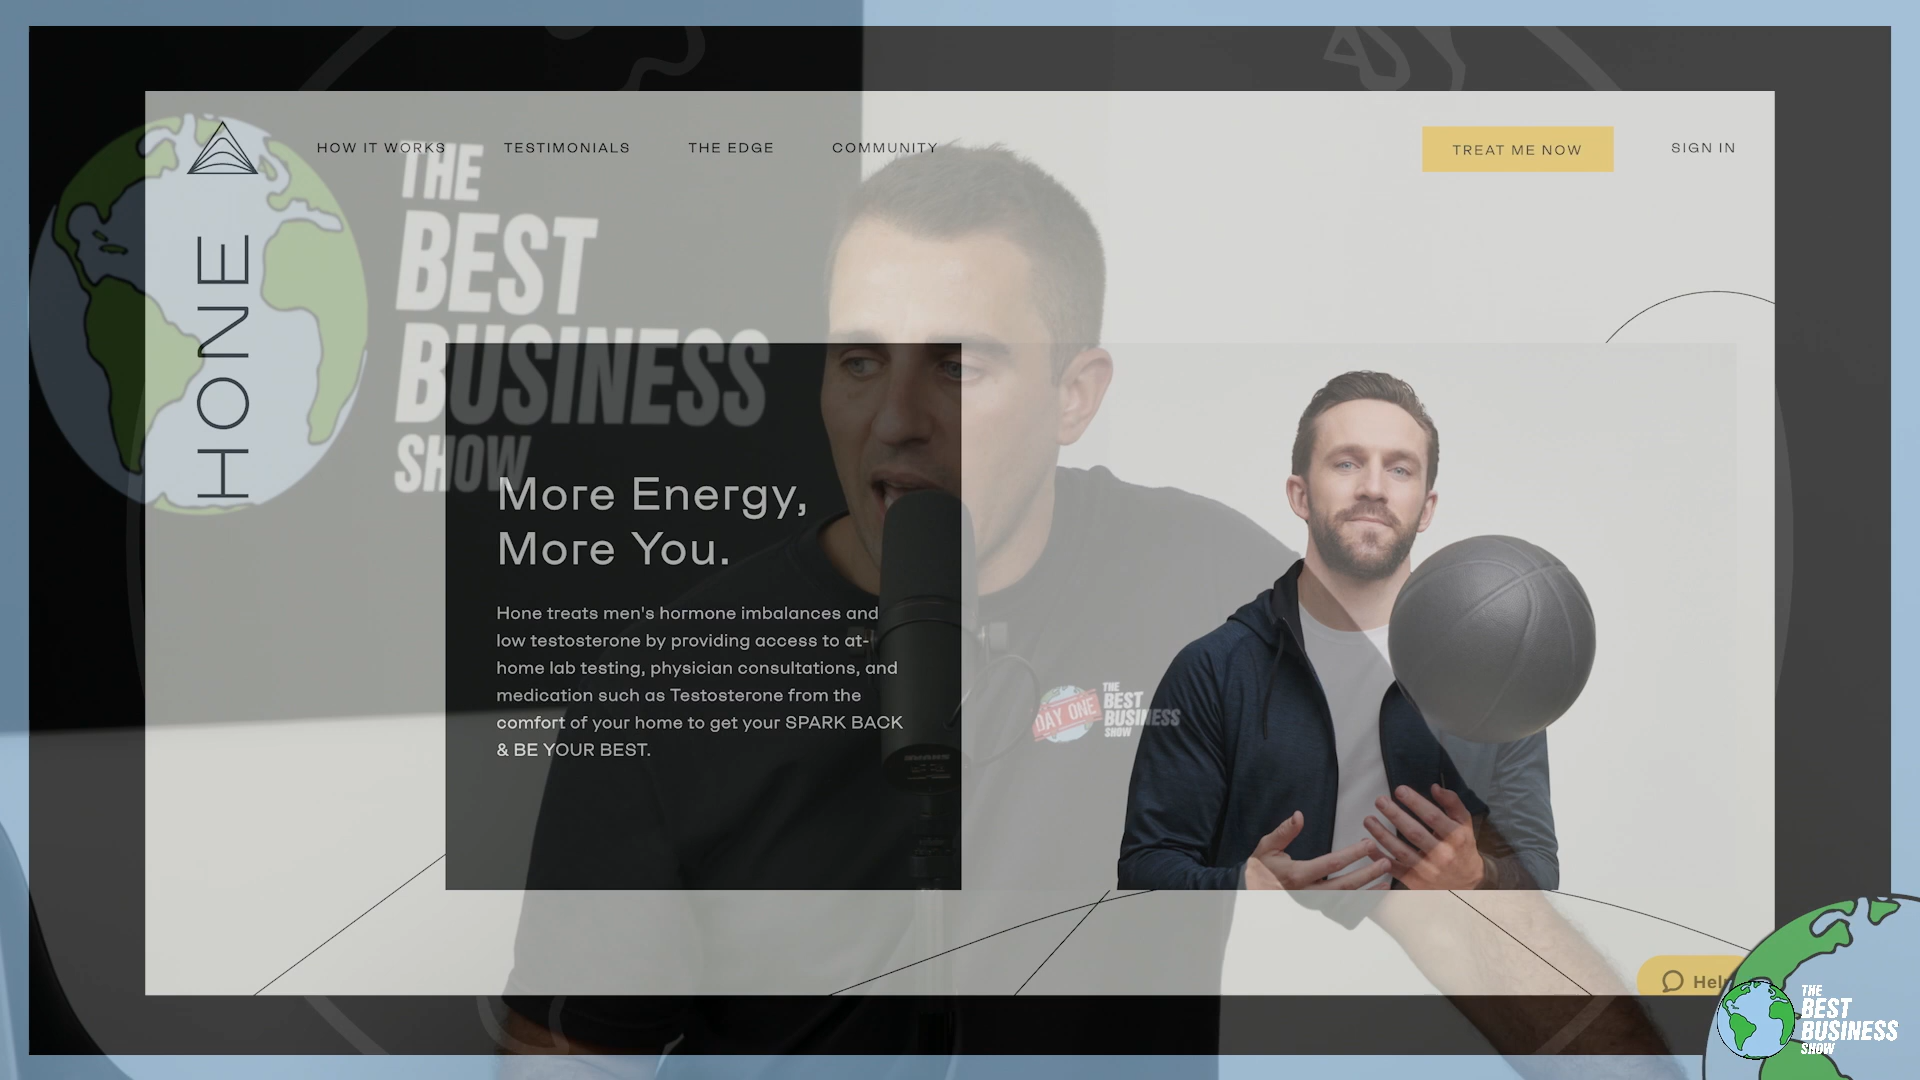 HOW IT WORKS
TESTIMONIALS
THE EDGE
COMMUNITY
TREAT ME NOW
SIGN IN
HONE
THE
BEST
BUSINESS
SHOW
More Energy,
More You.
Hone treats men's hormone imbalances and
low testosterone by providing access to at-
home lab testing, physician consultations, and
medication such as Testosterone from the
comfort of your home to get your SPARK BACK
& BE YOUR BEST.
DAY ONE
THE
BEST
BUSINESS
SHOW
Help
THE
BEST
BUSINESS
SHOW